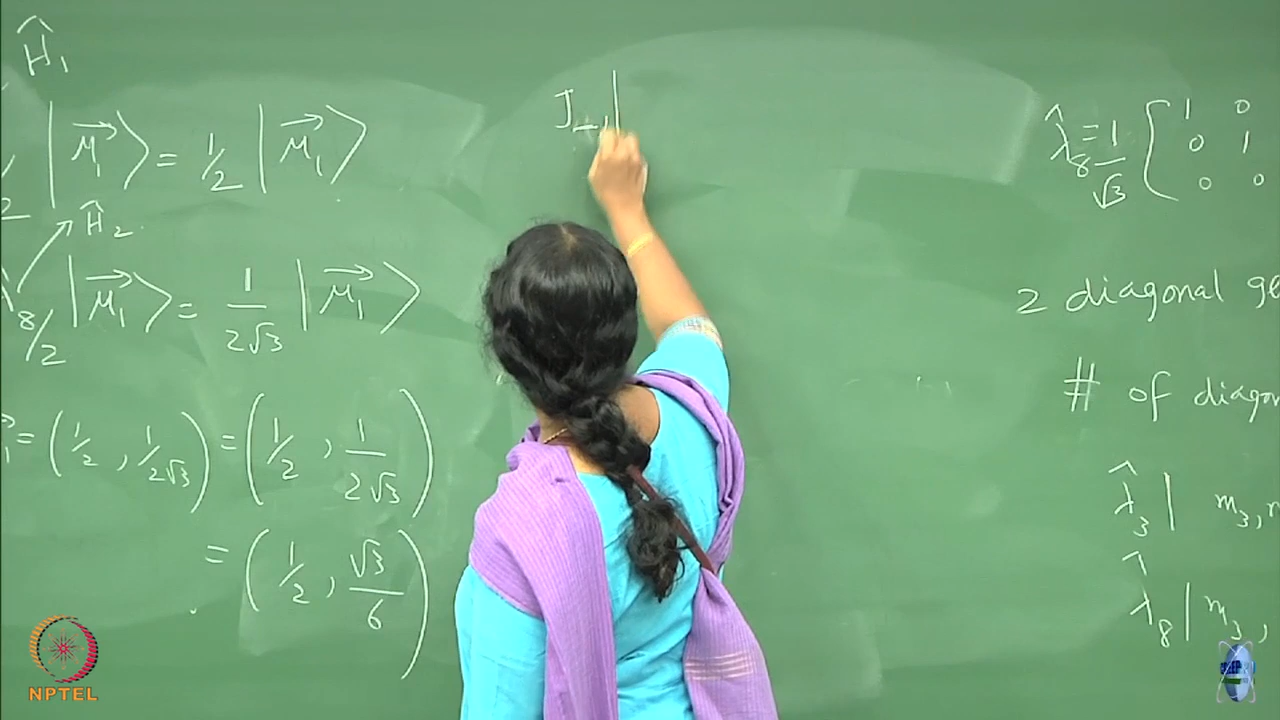 Ĥ₁
/2 |μ⃗₁⟩ = 1/2 |μ⃗₁⟩
Ĥ₂.
λ̂₈/2 |μ⃗₁⟩ = 1/2√3 |μ⃗₁⟩
₁ = (1/2, 1/2√3) = (1/2, 1/2√3)
= (1/2, √3/6)
J₋ |
λ̂₈ = 1/√3 [ 1 0
0 1
0 0
2 diagonal ge
# of diagon
λ̂₃ | m₃,
λ̂₈ | m₃,
NPTEL